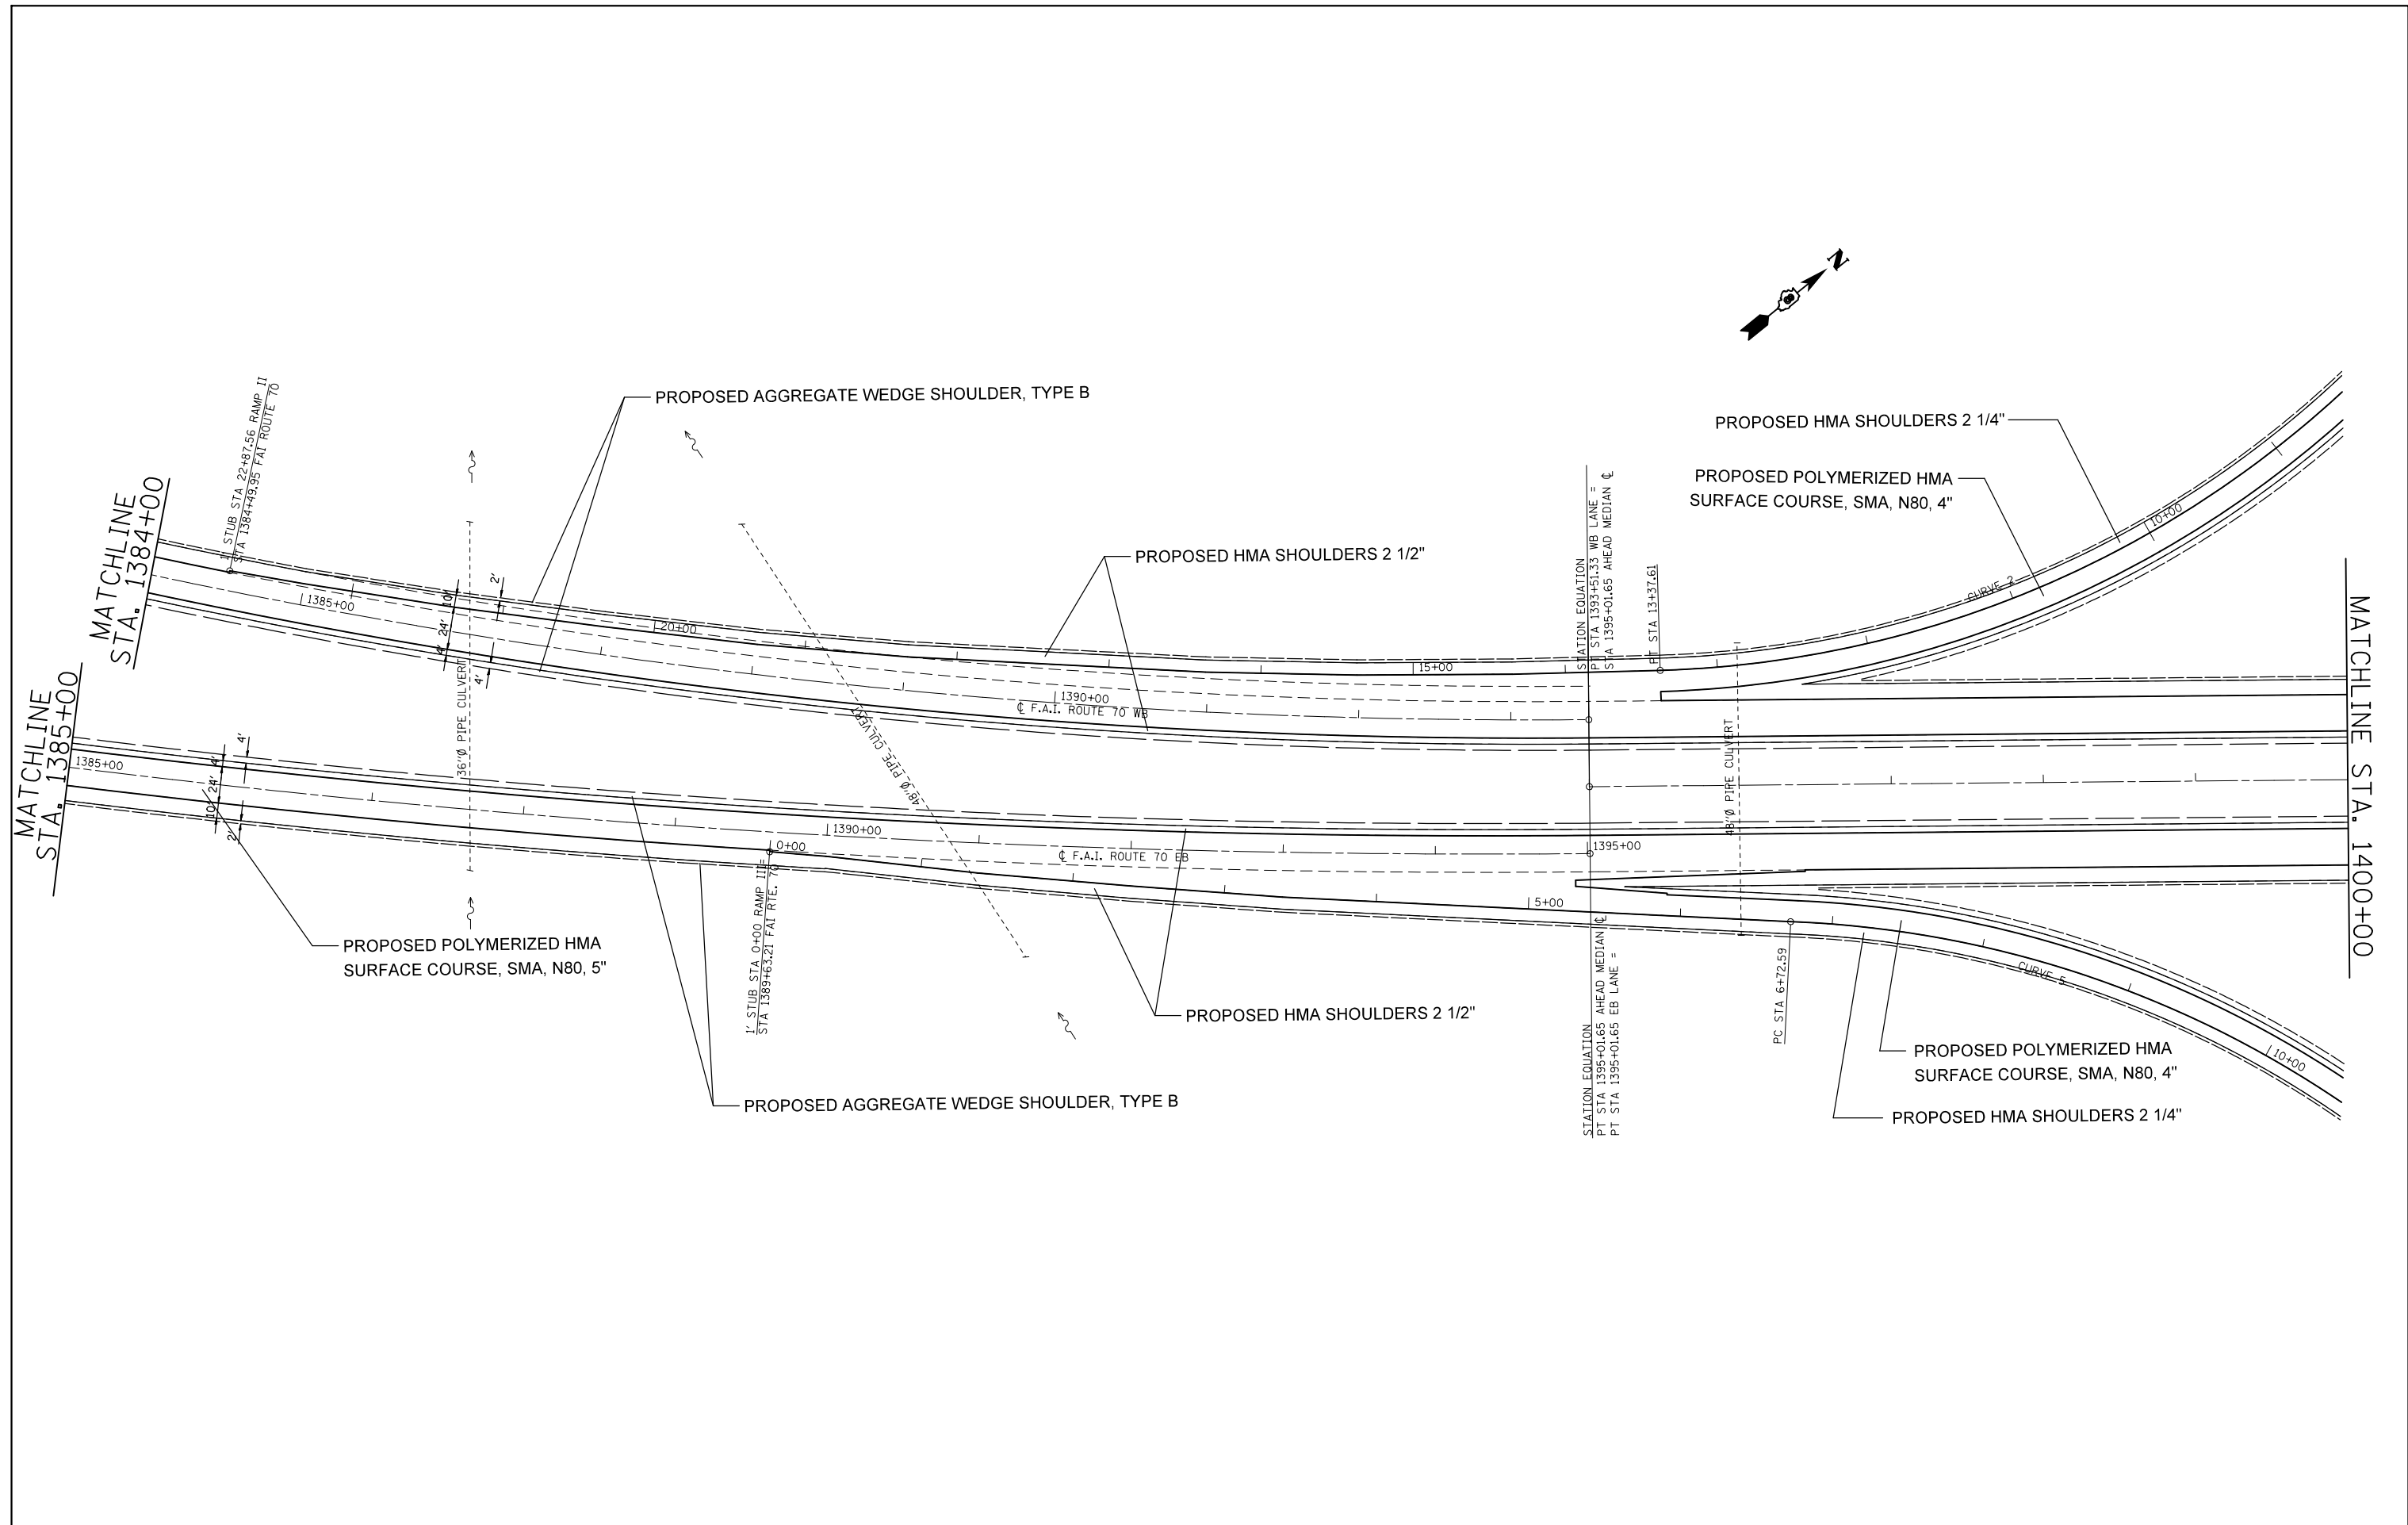 N
PROPOSED AGGREGATE WEDGE SHOULDER, TYPE B
PROPOSED HMA SHOULDERS 2 1/4"
PROPOSED POLYMERIZED HMA
SURFACE COURSE, SMA, N80, 4"
1' STUB STA 22+87.56 RAMP II
STA 1384+49.95 FAI ROUTE 70
MATCHLINE
STA. 1384+00
PROPOSED HMA SHOULDERS 2 1/2"
STATION EQUATION
PT STA 1393+51.33 WB LANE =
STA 1395+01.65 AHEAD MEDIAN ℄
PT STA 13+37.61
10+00
CURVE 2
1385+00
10'
2'
24'
4'
4'
20+00
15+00
1390+00
℄ F.A.I. ROUTE 70 WB
36"Ø PIPE CULVERT
48"Ø PIPE CULVERT
48"Ø PIPE CULVERT
MATCHLINE STA. 1400+00
MATCHLINE
STA. 1385+00
1385+00
4'
4'
24'
10'
2'
1390+00
0+00
℄ F.A.I. ROUTE 70 EB
1395+00
5+00
1' STUB STA 0+00 RAMP III=
STA 1389+63.21 FAI RTE. 70
PROPOSED POLYMERIZED HMA
SURFACE COURSE, SMA, N80, 5"
PROPOSED HMA SHOULDERS 2 1/2"
STATION EQUATION
PT STA 1395+01.65 AHEAD MEDIAN ℄
PT STA 1395+01.65 EB LANE =
PC STA 6+72.59
CURVE 5
10+00
PROPOSED POLYMERIZED HMA
SURFACE COURSE, SMA, N80, 4"
PROPOSED AGGREGATE WEDGE SHOULDER, TYPE B
PROPOSED HMA SHOULDERS 2 1/4"